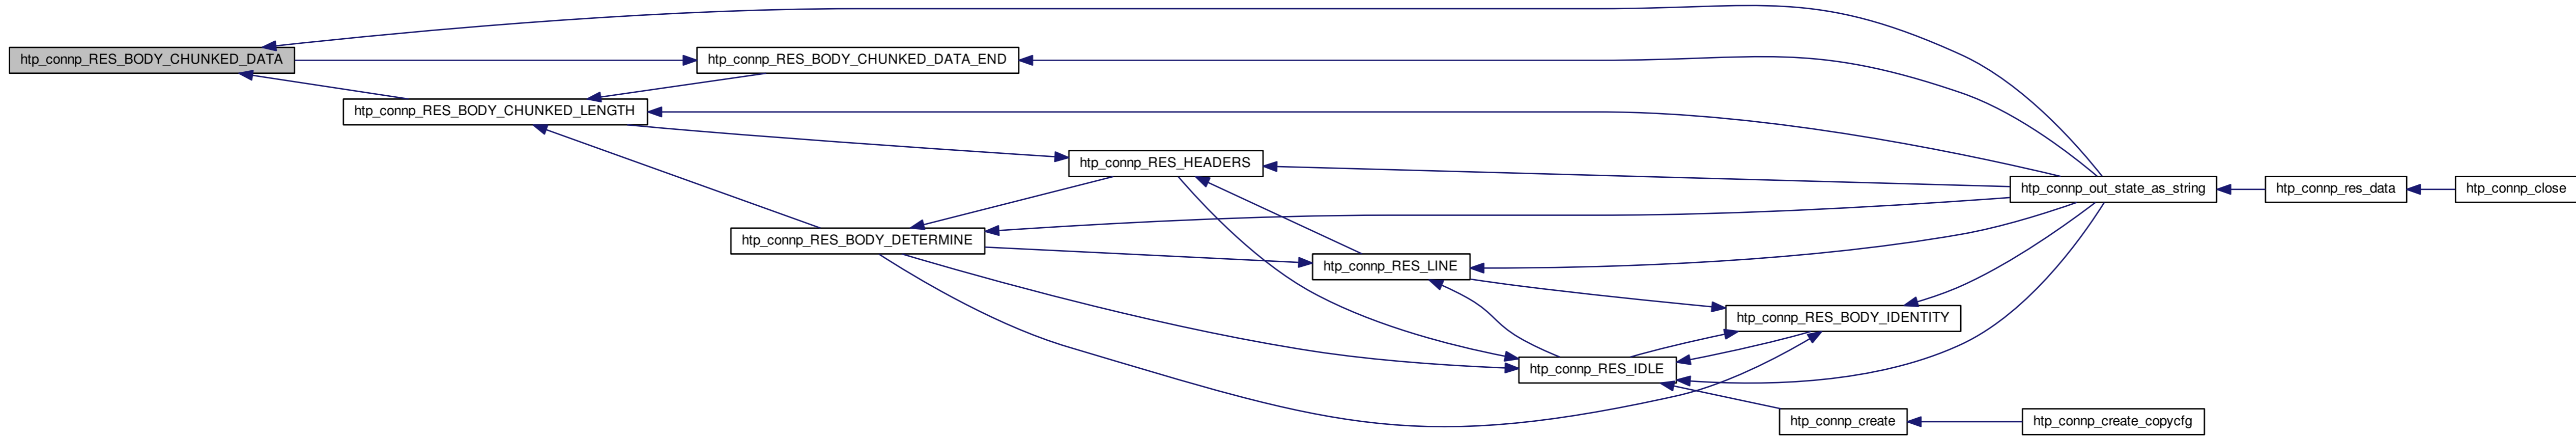 htp_connp_RES_BODY_CHUNKED_DATA
htp_connp_RES_BODY_CHUNKED_DATA_END
htp_connp_RES_BODY_CHUNKED_LENGTH
htp_connp_RES_HEADERS
htp_connp_out_state_as_string
htp_connp_res_data
htp_connp_close
htp_connp_RES_BODY_DETERMINE
htp_connp_RES_LINE
htp_connp_RES_BODY_IDENTITY
htp_connp_RES_IDLE
htp_connp_create
htp_connp_create_copycfg